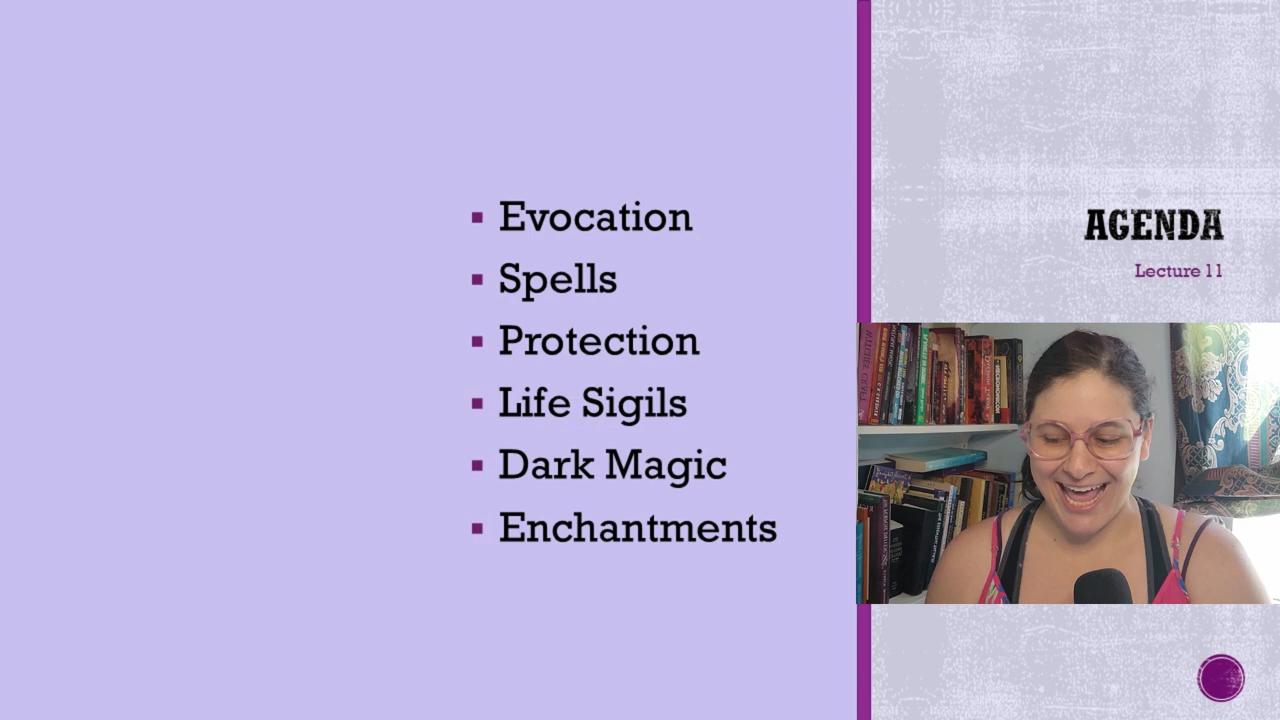 Evocation
Spells
Protection
Life Sigils
Dark Magic
Enchantments
AGENDA
Lecture 11